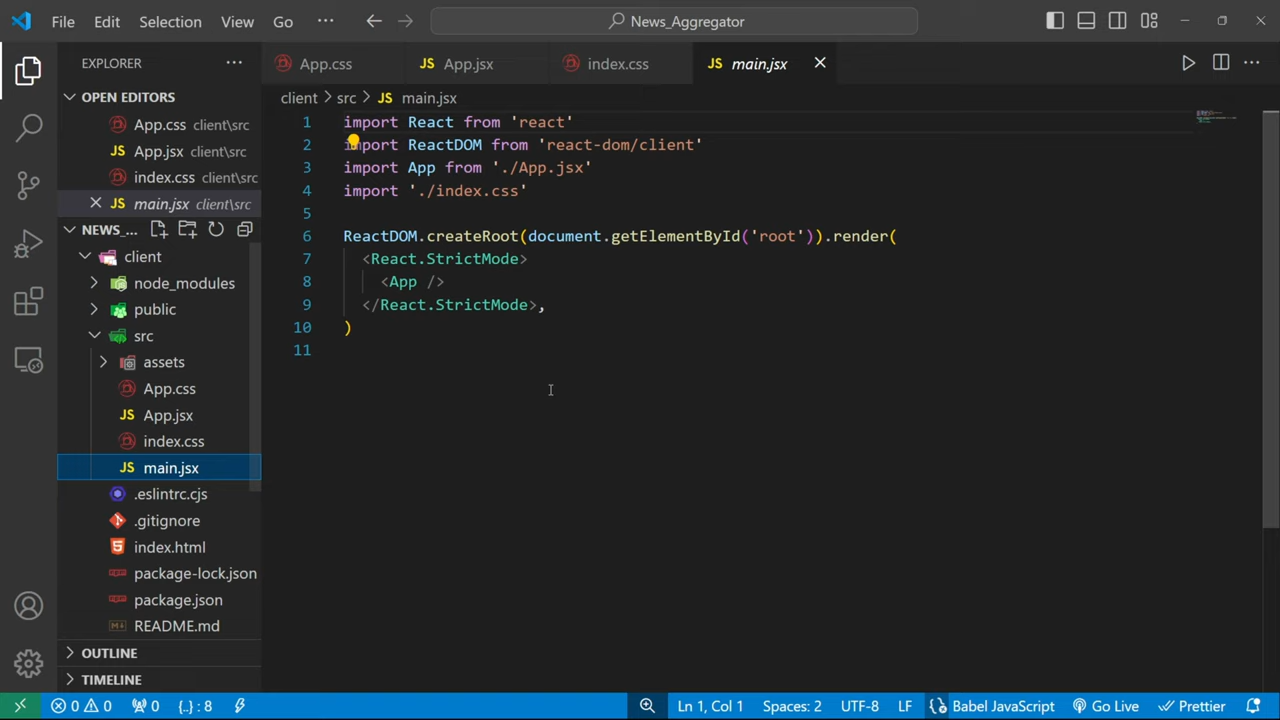 File Edit Selection View Go ··· News_Aggregator
EXPLORER ···
OPEN EDITORS
App.css client\src
App.jsx client\src
index.css client\src
JS main.jsx client\src
NEWS_...
client
node_modules
public
src
assets
App.css
JS App.jsx
index.css
JS main.jsx
.eslintrc.cjs
.gitignore
index.html
package-lock.json
package.json
README.md
OUTLINE
TIMELINE
App.css JS App.jsx index.css JS main.jsx
client > src > JS main.jsx
1 import React from 'react'
2 import ReactDOM from 'react-dom/client'
3 import App from './App.jsx'
4 import './index.css'
5
6 ReactDOM.createRoot(document.getElementById('root')).render(
7 <React.StrictMode>
8 <App />
9 </React.StrictMode>,
10 )
11
0 0 0 {..} : 8 Ln 1, Col 1 Spaces: 2 UTF-8 LF Babel JavaScript Go Live Prettier